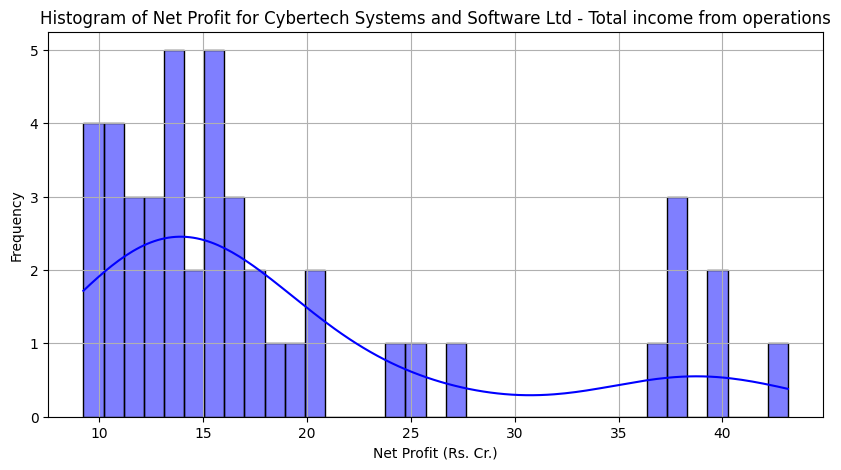 Histogram of Net Profit for Cybertech Systems and Software Ltd - Total income from operations
5
4
3
2
1
0
Frequency
10 15 20 25 30 35 40
Net Profit (Rs. Cr.)